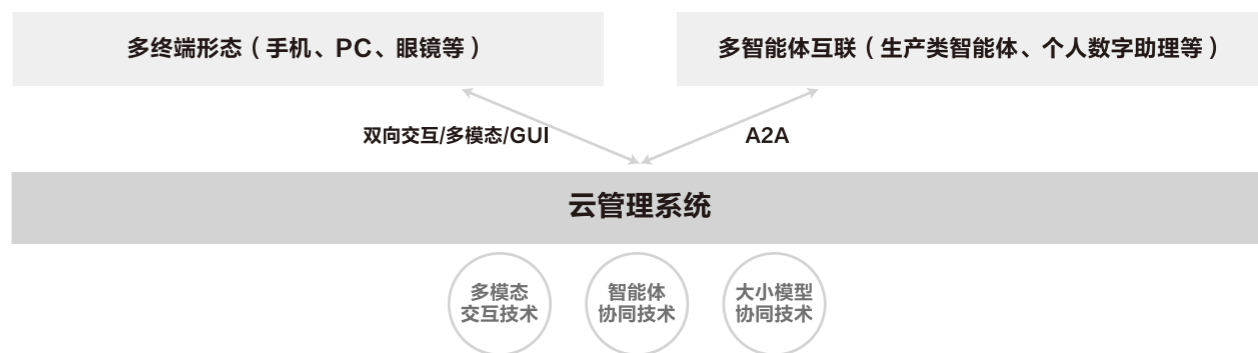 多终端形态（手机、PC、眼镜等）
多智能体互联（生产类智能体、个人数字助理等）
双向交互/多模态/GUI
A2A
云管理系统
多模态
交互技术
智能体
协同技术
大小模型
协同技术